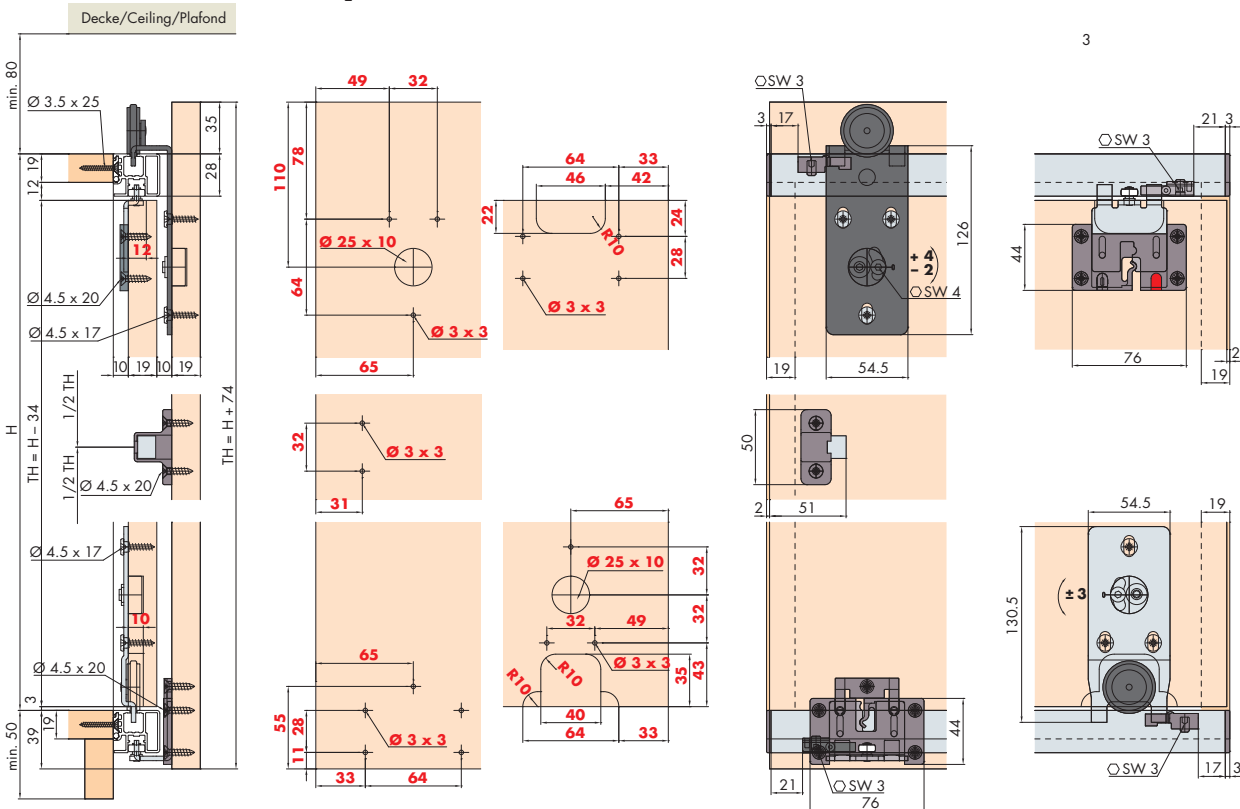 Decke/Ceiling/Plafond
min. 80
Ø 3.5 x 25
19
12
35
28
12
Ø 4.5 x 20
Ø 4.5 x 17
10
19
10
19
H
TH = H – 34
1/2 TH
1/2 TH
TH = H + 74
Ø 4.5 x 20
Ø 4.5 x 17
10
Ø 4.5 x 20
3
19
39
min. 50
49
32
78
110
64
Ø 25 x 10
Ø 3 x 3
65
64
33
46
42
22
24
R10
28
Ø 3 x 3
32
Ø 3 x 3
31
65
55
28
11
Ø 3 x 3
33
64
65
Ø 25 x 10
32
32
32
49
Ø 3 x 3
R10
R10
35
43
40
64
33
SW 3
3
17
126
+ 4
– 2
SW 4
19
54.5
50
2
51
44
21
SW 3
76
3
21
3
SW 3
44
76
2
19
54.5
19
130.5
± 3
SW 3
17
3